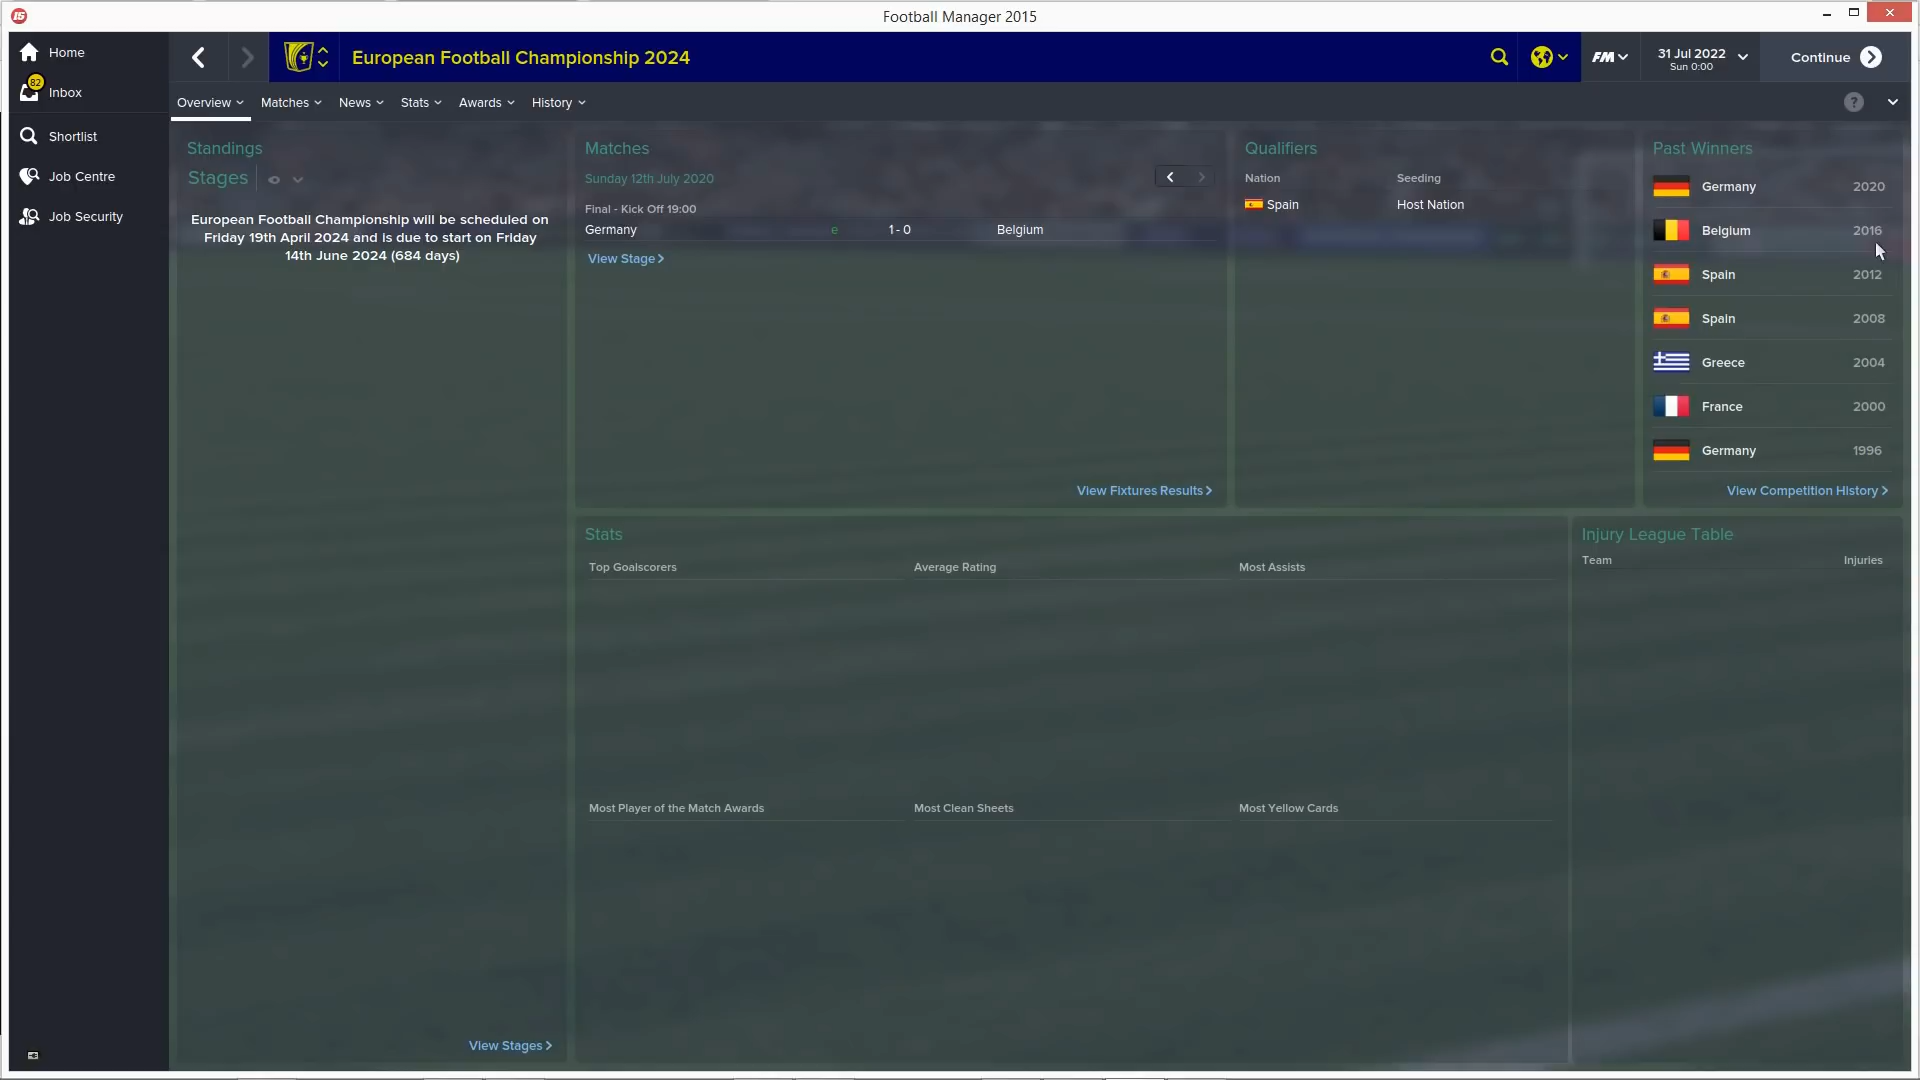 Football Manager 2015
Home
82
Inbox
Shortlist
Job Centre
Job Security
European Football Championship 2024
FM
31 Jul 2022
Sun 0:00
Continue
Overview
Matches
News
Stats
Awards
History
?
Standings
Stages
European Football Championship will be scheduled on
Friday 19th April 2024 and is due to start on Friday
14th June 2024 (684 days)
View Stages
Matches
Sunday 12th July 2020
Final - Kick Off 19:00
Germany e 1 - 0 Belgium
View Stage
View Fixtures Results
Qualifiers
Nation Seeding
Spain Host Nation
Past Winners
Germany 2020
Belgium 2016
Spain 2012
Spain 2008
Greece 2004
France 2000
Germany 1996
View Competition History
Stats
Top Goalscorers Average Rating Most Assists
Most Player of the Match Awards Most Clean Sheets Most Yellow Cards
Injury League Table
Team Injuries